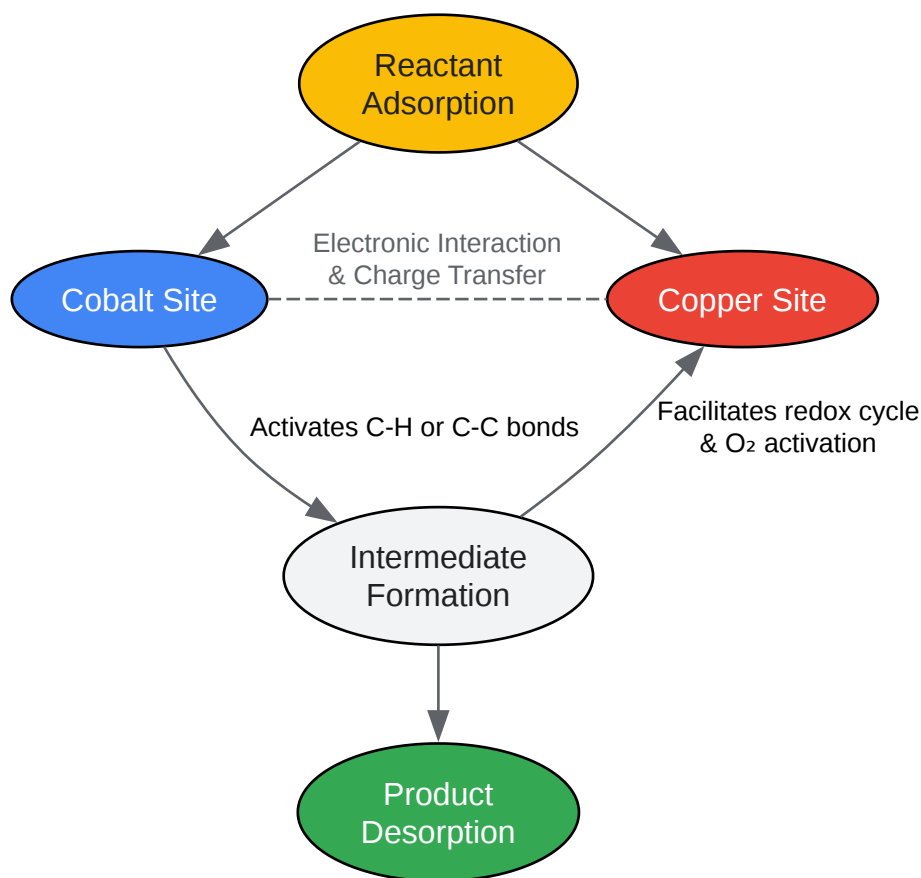 Reactant
Adsorption
Electronic Interaction
& Charge Transfer
Cobalt Site
Copper Site
Activates C-H or C-C bonds
Facilitates redox cycle
& O₂ activation
Intermediate
Formation
Product
Desorption